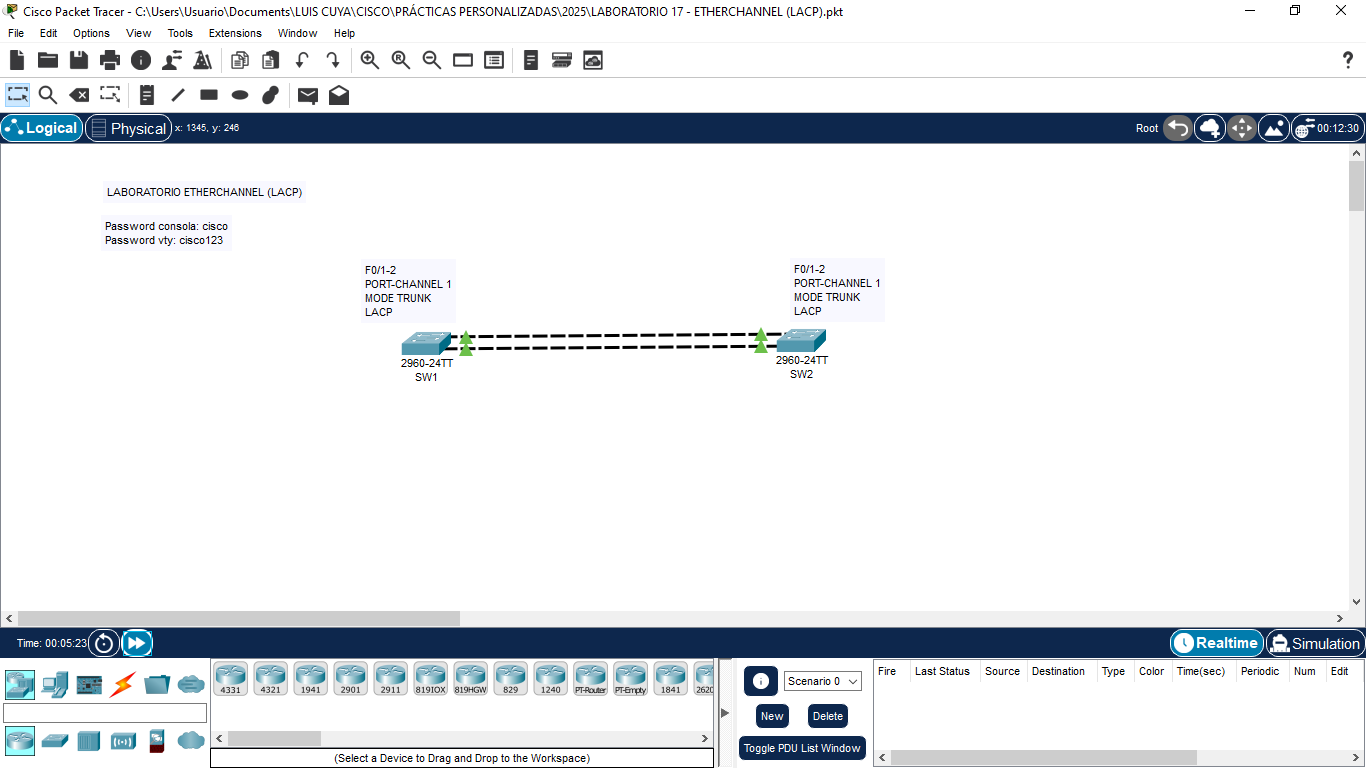 Cisco Packet Tracer - C:\Users\Usuario\Documents\LUIS CUYA\CISCO\PRÁCTICAS PERSONALIZADAS\2025\LABORATORIO 17 - ETHERCHANNEL (LACP).pkt
File Edit Options View Tools Extensions Window Help
Logical Physical x: 1345, y: 246 Root 00:12:30
LABORATORIO ETHERCHANNEL (LACP)
Password consola: cisco
Password vty: cisco123
F0/1-2
PORT-CHANNEL 1
MODE TRUNK
LACP
2960-24TT
SW1
F0/1-2
PORT-CHANNEL 1
MODE TRUNK
LACP
2960-24TT
SW2
Time: 00:05:23 Realtime Simulation
4331 4321 1941 2901 2911 819IOX 819HGW 829 1240 PT-Router PT-Empty 1841 2620
(Select a Device to Drag and Drop to the Workspace)
Scenario 0
New Delete
Toggle PDU List Window
Fire Last Status Source Destination Type Color Time(sec) Periodic Num Edit